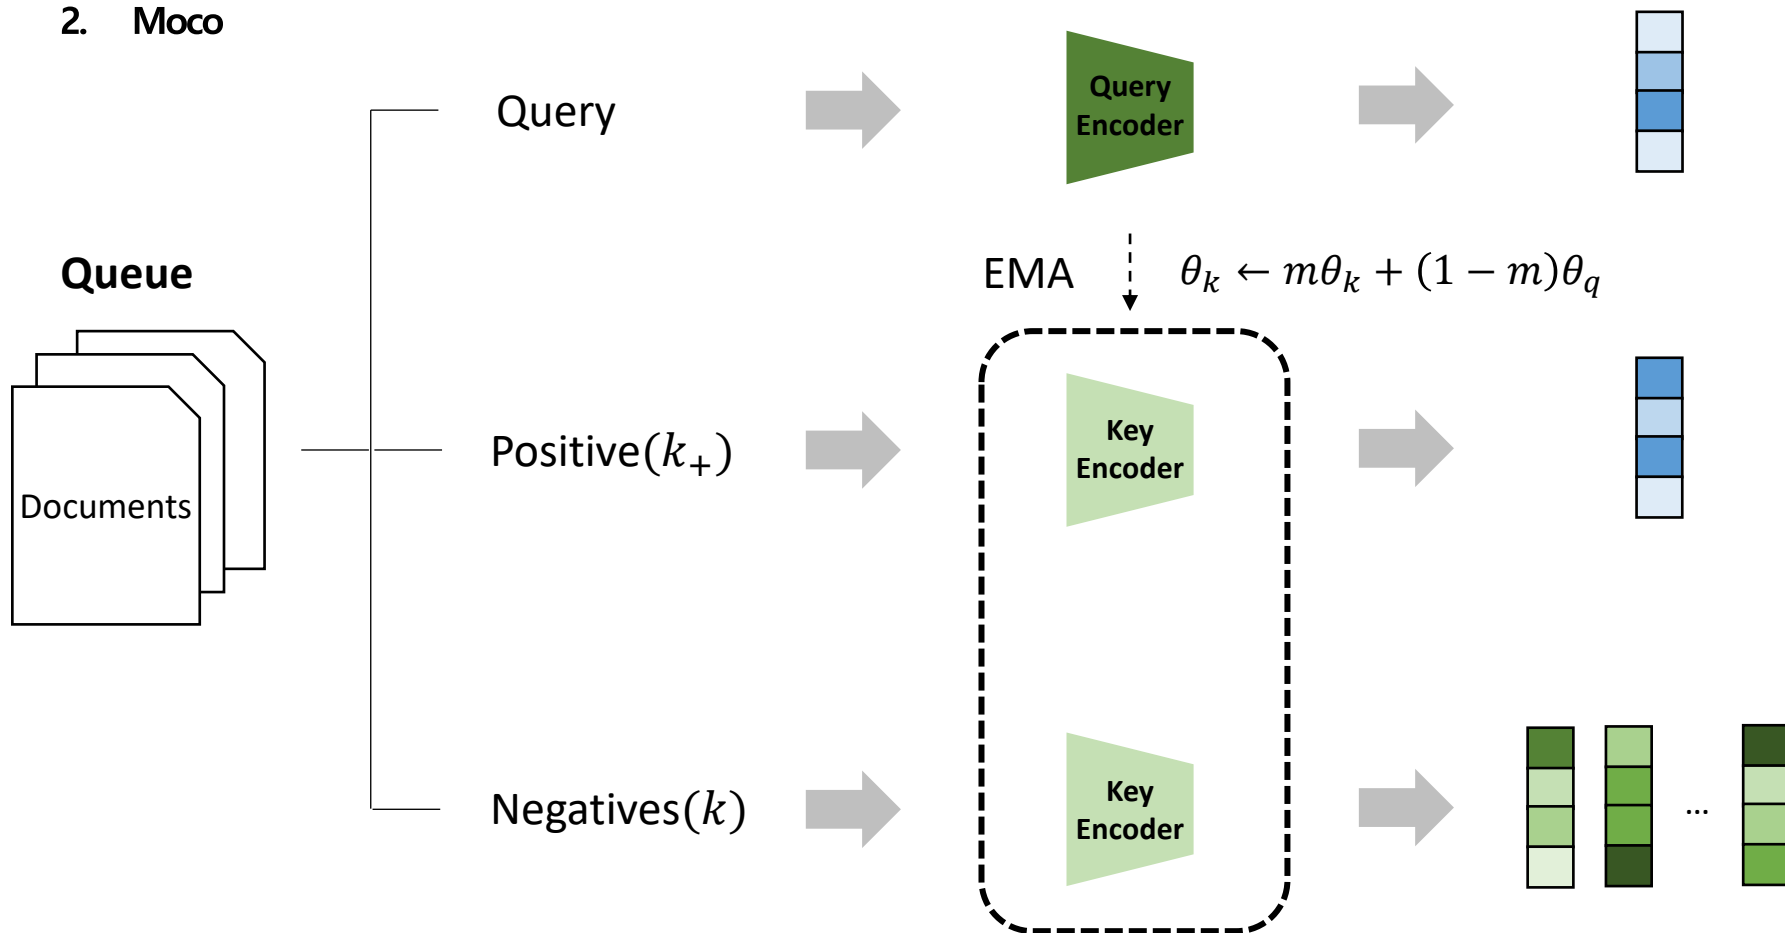 2. Moco
Query
Query
Encoder
Queue
EMA
θ_k ← mθ_k + (1 − m)θ_q
Documents
Positive(k_+)
Key
Encoder
Negatives(k)
Key
Encoder
...